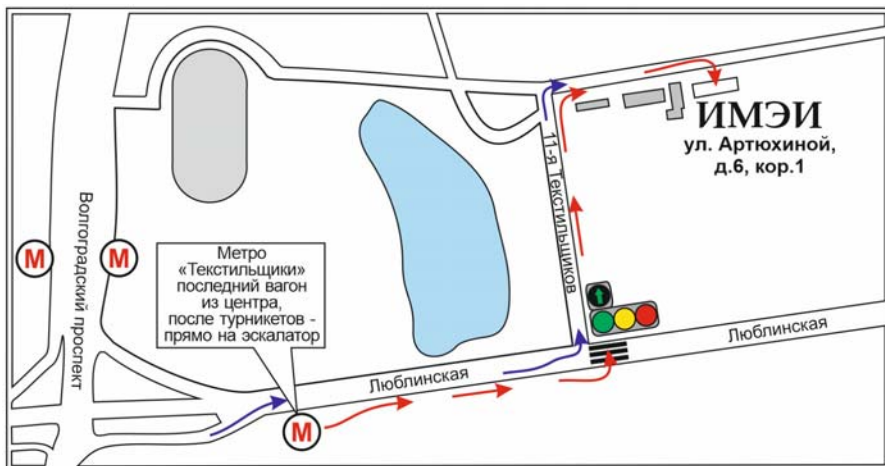 ИМЭИ
ул. Артюхиной,
д.6, кор.1
11-я Текстильщиков
Волгоградский проспект
М
М
Метро
«Текстильщики»
последний вагон
из центра,
после турникетов -
прямо на эскалатор
Люблинская
Люблинская
М